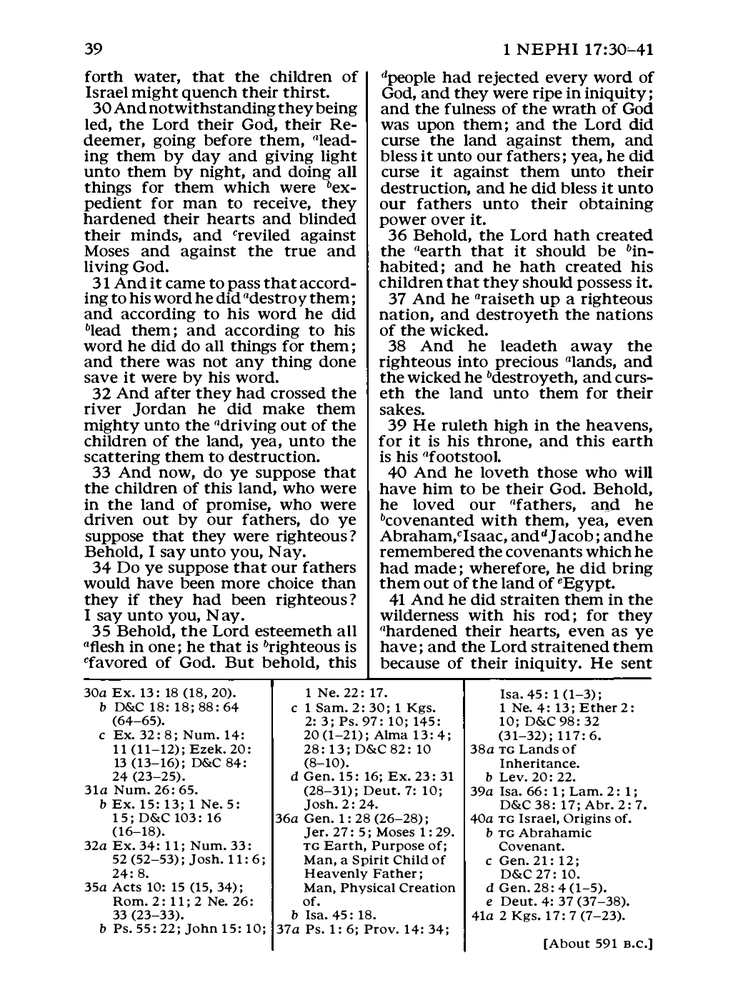 39
1 NEPHI 17:30–41
forth water, that the children of
Israel might quench their thirst.
30 And notwithstanding they being
led, the Lord their God, their Re-
deemer, going before them, ᵃlead-
ing them by day and giving light
unto them by night, and doing all
things for them which were ᵇex-
pedient for man to receive, they
hardened their hearts and blinded
their minds, and ᶜreviled against
Moses and against the true and
living God.
31 And it came to pass that accord-
ing to his word he did ᵃdestroy them;
and according to his word he did
ᵇlead them; and according to his
word he did do all things for them;
and there was not any thing done
save it were by his word.
32 And after they had crossed the
river Jordan he did make them
mighty unto the ᵃdriving out of the
children of the land, yea, unto the
scattering them to destruction.
33 And now, do ye suppose that
the children of this land, who were
in the land of promise, who were
driven out by our fathers, do ye
suppose that they were righteous?
Behold, I say unto you, Nay.
34 Do ye suppose that our fathers
would have been more choice than
they if they had been righteous?
I say unto you, Nay.
35 Behold, the Lord esteemeth all
ᵃflesh in one; he that is ᵇrighteous is
ᶜfavored of God. But behold, this
ᵈpeople had rejected every word of
God, and they were ripe in iniquity;
and the fulness of the wrath of God
was upon them; and the Lord did
curse the land against them, and
bless it unto our fathers; yea, he did
curse it against them unto their
destruction, and he did bless it unto
our fathers unto their obtaining
power over it.
36 Behold, the Lord hath created
the ᵃearth that it should be ᵇin-
habited; and he hath created his
children that they should possess it.
37 And he ᵃraiseth up a righteous
nation, and destroyeth the nations
of the wicked.
38 And he leadeth away the
righteous into precious ᵃlands, and
the wicked he ᵇdestroyeth, and curs-
eth the land unto them for their
sakes.
39 He ruleth high in the heavens,
for it is his throne, and this earth
is his ᵃfootstool.
40 And he loveth those who will
have him to be their God. Behold,
he loved our ᵃfathers, and he
ᵇcovenanted with them, yea, even
Abraham, ᶜIsaac, and ᵈJacob; and he
remembered the covenants which he
had made; wherefore, he did bring
them out of the land of ᵉEgypt.
41 And he did straiten them in the
wilderness with his rod; for they
ᵃhardened their hearts, even as ye
have; and the Lord straitened them
because of their iniquity. He sent
30a Ex. 13: 18 (18, 20).
b D&C 18: 18; 88: 64
(64–65).
c Ex. 32: 8; Num. 14:
11 (11–12); Ezek. 20:
13 (13–16); D&C 84:
24 (23–25).
31a Num. 26: 65.
b Ex. 15: 13; 1 Ne. 5:
15; D&C 103: 16
(16–18).
32a Ex. 34: 11; Num. 33:
52 (52–53); Josh. 11: 6;
24: 8.
35a Acts 10: 15 (15, 34);
Rom. 2: 11; 2 Ne. 26:
33 (23–33).
b Ps. 55: 22; John 15: 10;
1 Ne. 22: 17.
c 1 Sam. 2: 30; 1 Kgs.
2: 3; Ps. 97: 10; 145:
20 (1–21); Alma 13: 4;
28: 13; D&C 82: 10
(8–10).
d Gen. 15: 16; Ex. 23: 31
(28–31); Deut. 7: 10;
Josh. 2: 24.
36a Gen. 1: 28 (26–28);
Jer. 27: 5; Moses 1: 29.
TG Earth, Purpose of;
Man, a Spirit Child of
Heavenly Father;
Man, Physical Creation
of.
b Isa. 45: 18.
37a Ps. 1: 6; Prov. 14: 34;
Isa. 45: 1 (1–3);
1 Ne. 4: 13; Ether 2:
10; D&C 98: 32
(31–32); 117: 6.
38a TG Lands of
Inheritance.
b Lev. 20: 22.
39a Isa. 66: 1; Lam. 2: 1;
D&C 38: 17; Abr. 2: 7.
40a TG Israel, Origins of.
b TG Abrahamic
Covenant.
c Gen. 21: 12;
D&C 27: 10.
d Gen. 28: 4 (1–5).
e Deut. 4: 37 (37–38).
41a 2 Kgs. 17: 7 (7–23).
[About 591 B.C.]